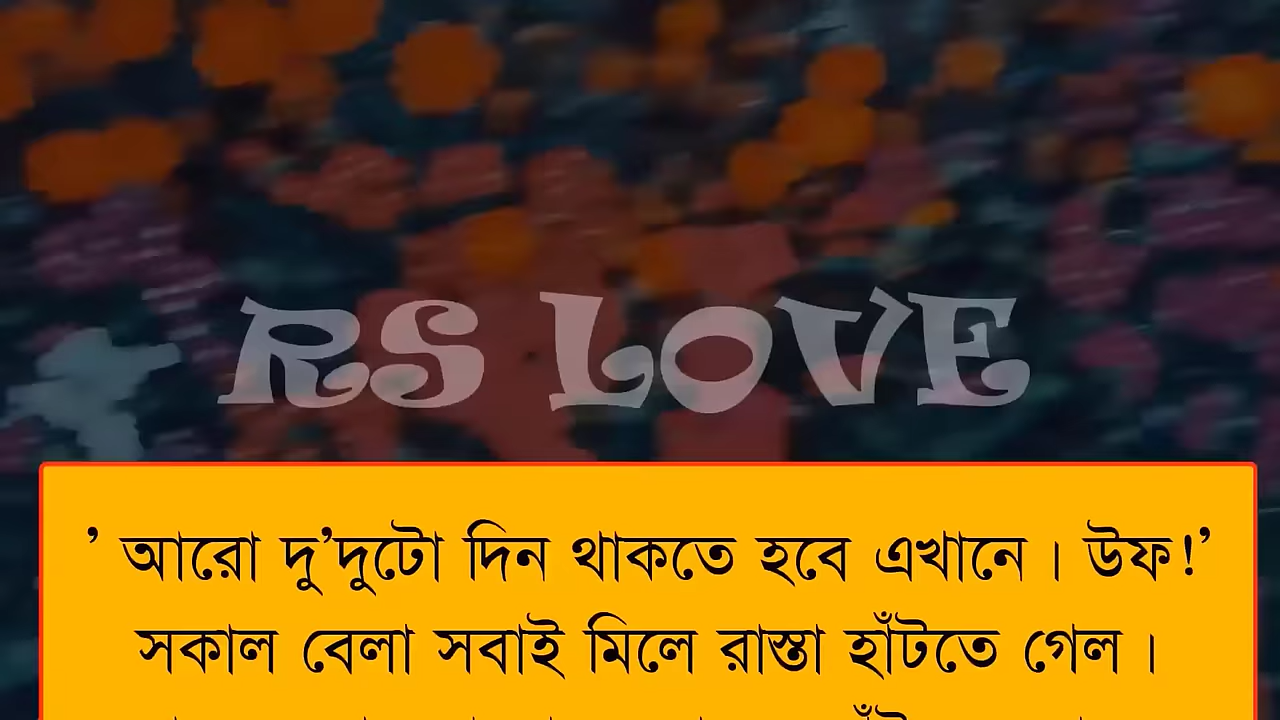 RS LOVE
’ আরো দু’দুটো দিন থাকতে হবে এখানে। উফ!’
সকাল বেলা সবাই মিলে রাস্তা হাঁটতে গেল।